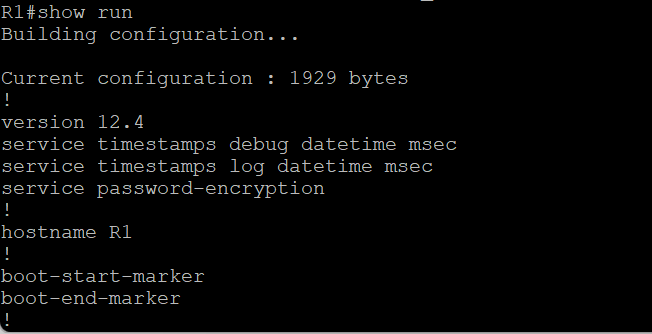 R1#show run
Building configuration...
Current configuration : 1929 bytes
!
version 12.4
service timestamps debug datetime msec
service timestamps log datetime msec
service password-encryption
!
hostname R1
!
boot-start-marker
boot-end-marker
!